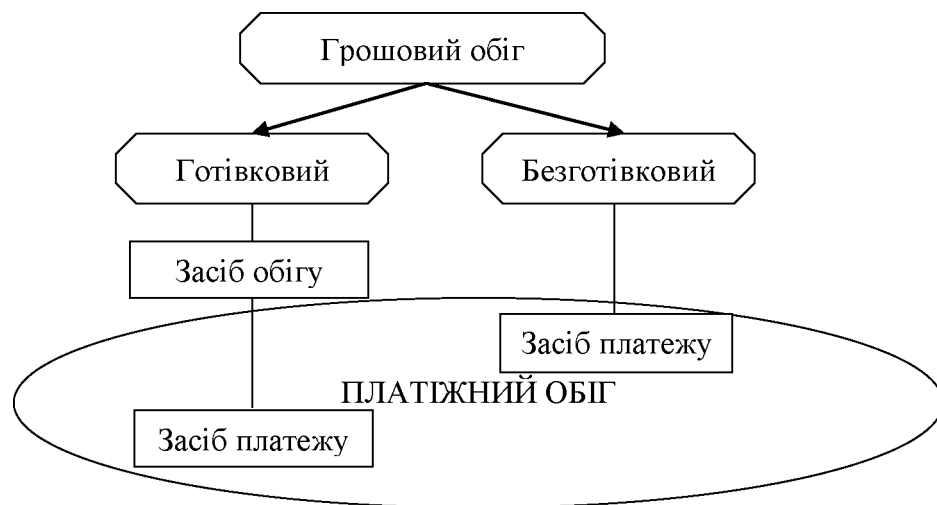 Грошовий обіг
Готівковий
Безготівковий
Засіб обігу
Засіб платежу
ПЛАТІЖНИЙ ОБІГ
Засіб платежу